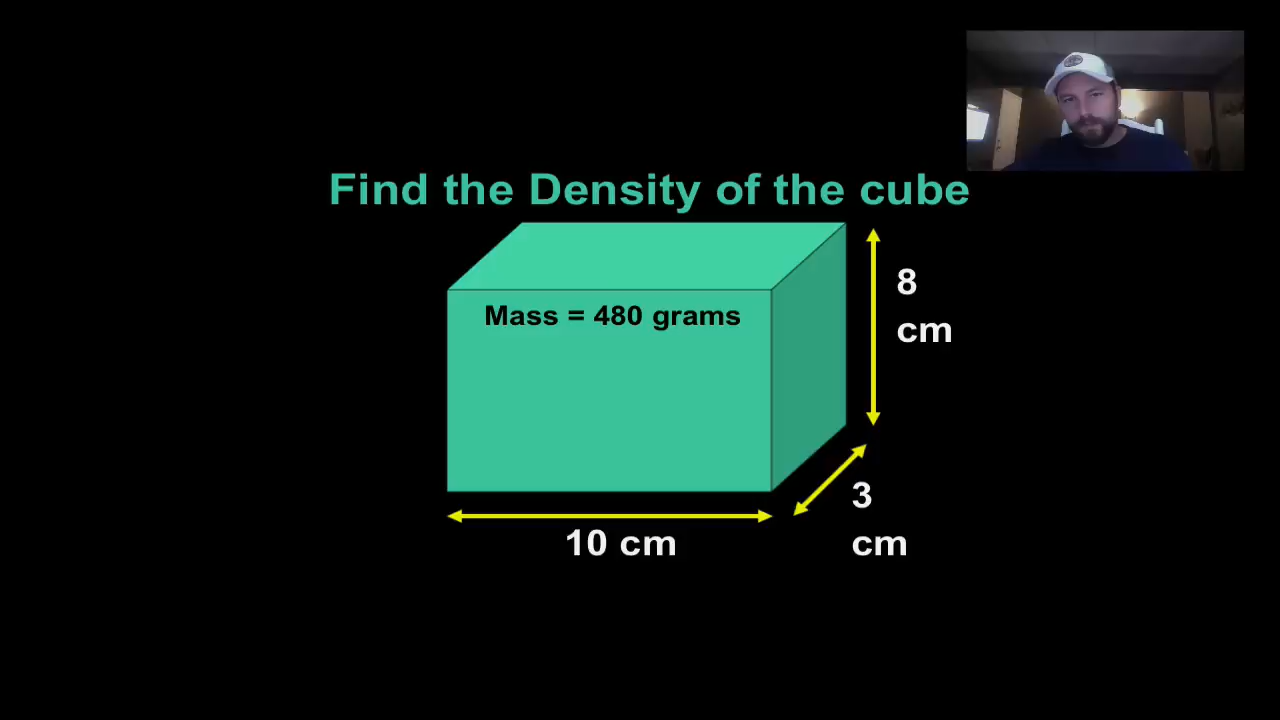 Find the Density of the cube
Mass = 480 grams
8
cm
3
cm
10 cm